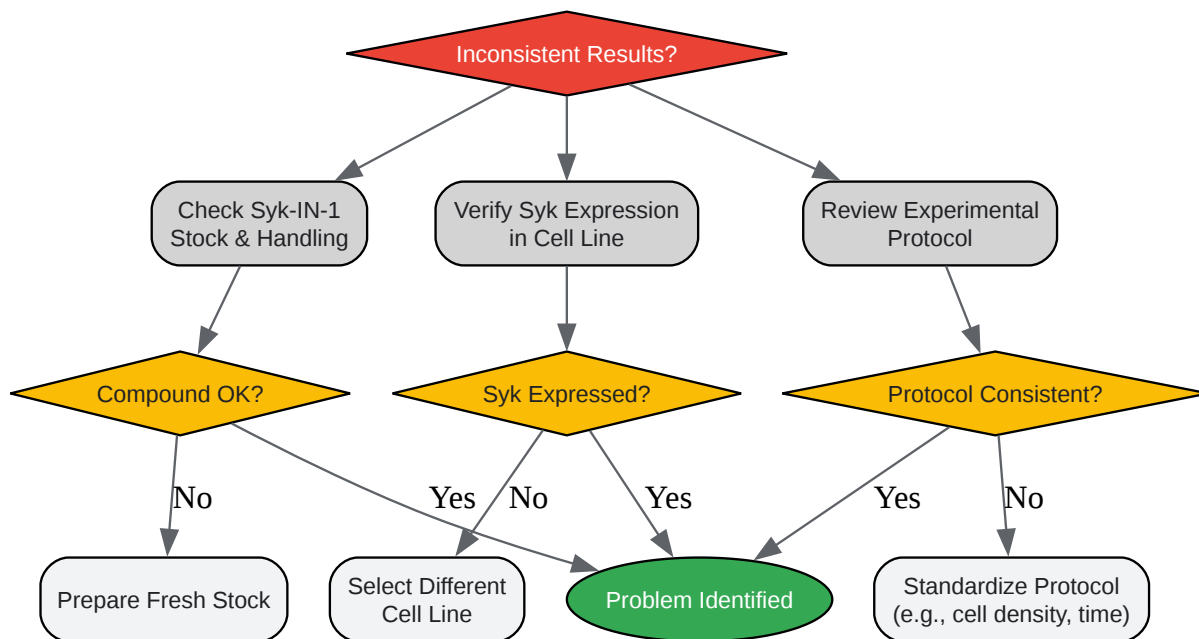 Inconsistent Results?
Check Syk-IN-1
Stock & Handling
Verify Syk Expression
in Cell Line
Review Experimental
Protocol
Compound OK?
Syk Expressed?
Protocol Consistent?
No
Yes
No
Yes
Yes
No
Prepare Fresh Stock
Select Different
Cell Line
Problem Identified
Standardize Protocol
(e.g., cell density, time)